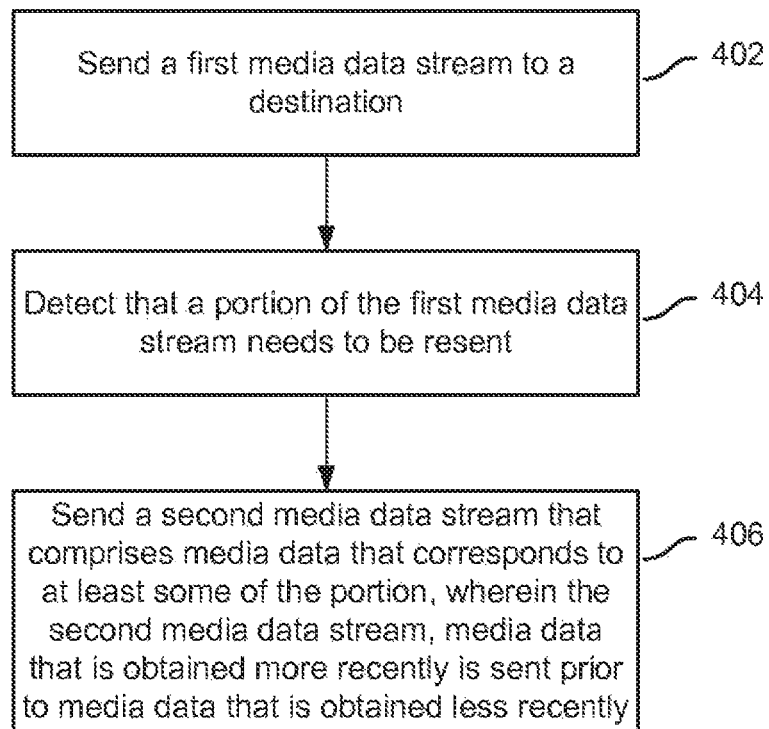 Send a first media data stream to a
destination
402
Detect that a portion of the first media data
stream needs to be resent
404
Send a second media data stream that
comprises media data that corresponds to
at least some of the portion, wherein the
second media data stream, media data
that is obtained more recently is sent prior
to media data that is obtained less recently
406